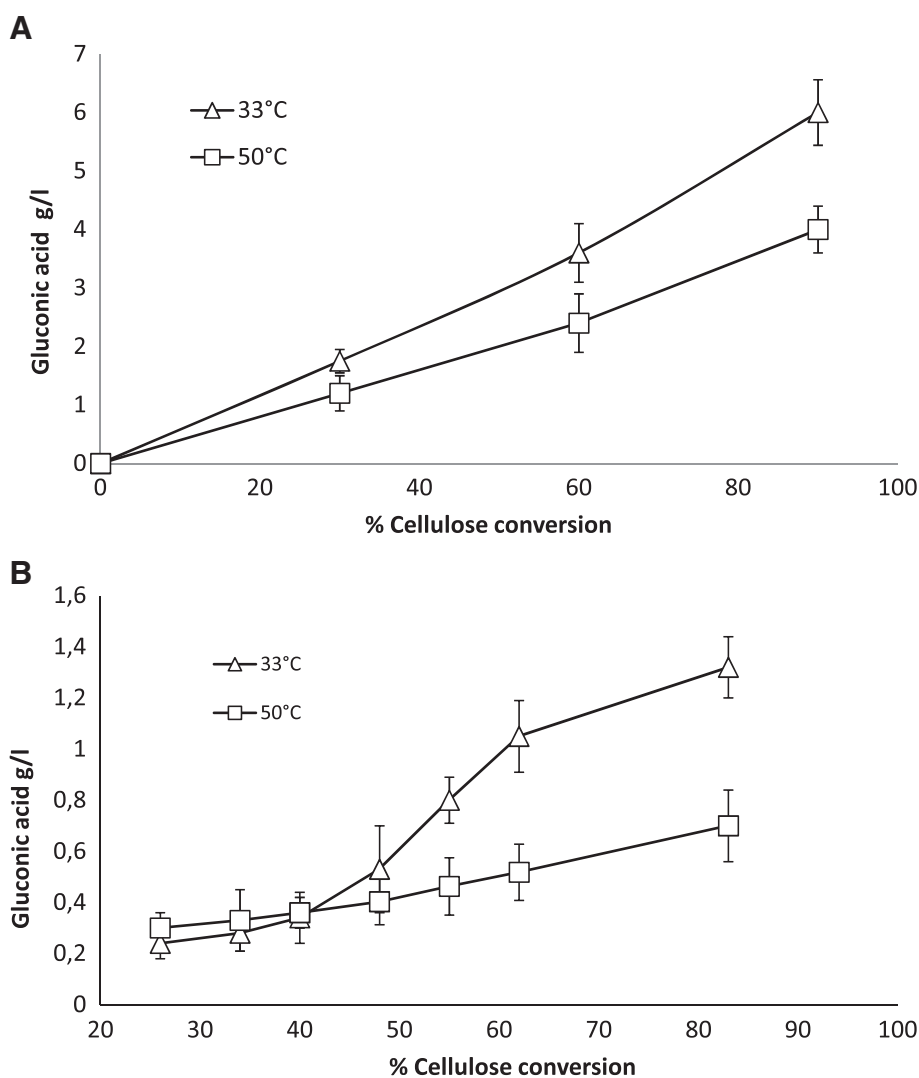 A
7
6
5
4
3
2
1
0
Gluconic acid g/l
33°C
50°C
0 20 40 60 80 100
% Cellulose conversion
B
1,6
1,4
1,2
1
0,8
0,6
0,4
0,2
0
Gluconic acid g/l
33°C
50°C
20 30 40 50 60 70 80 90 100
% Cellulose conversion